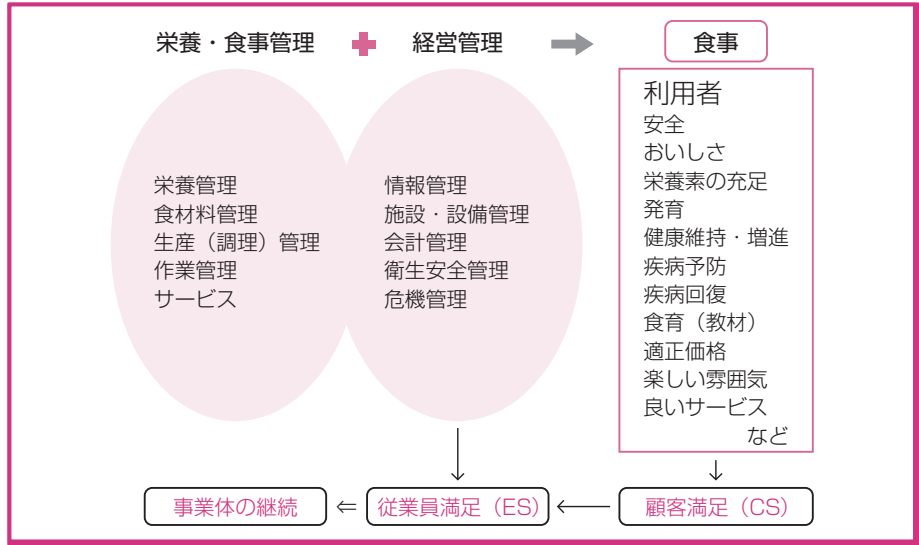 栄養・食事管理 ✚ 経営管理 ➡ 食事
栄養管理
食材料管理
生産（調理）管理
作業管理
サービス
情報管理
施設・設備管理
会計管理
衛生安全管理
危機管理
利用者
安全
おいしさ
栄養素の充足
発育
健康維持・増進
疾病予防
疾病回復
食育（教材）
適正価格
楽しい雰囲気
良いサービス
など
事業体の継続 ⇐ 従業員満足（ES） ← 顧客満足（CS）